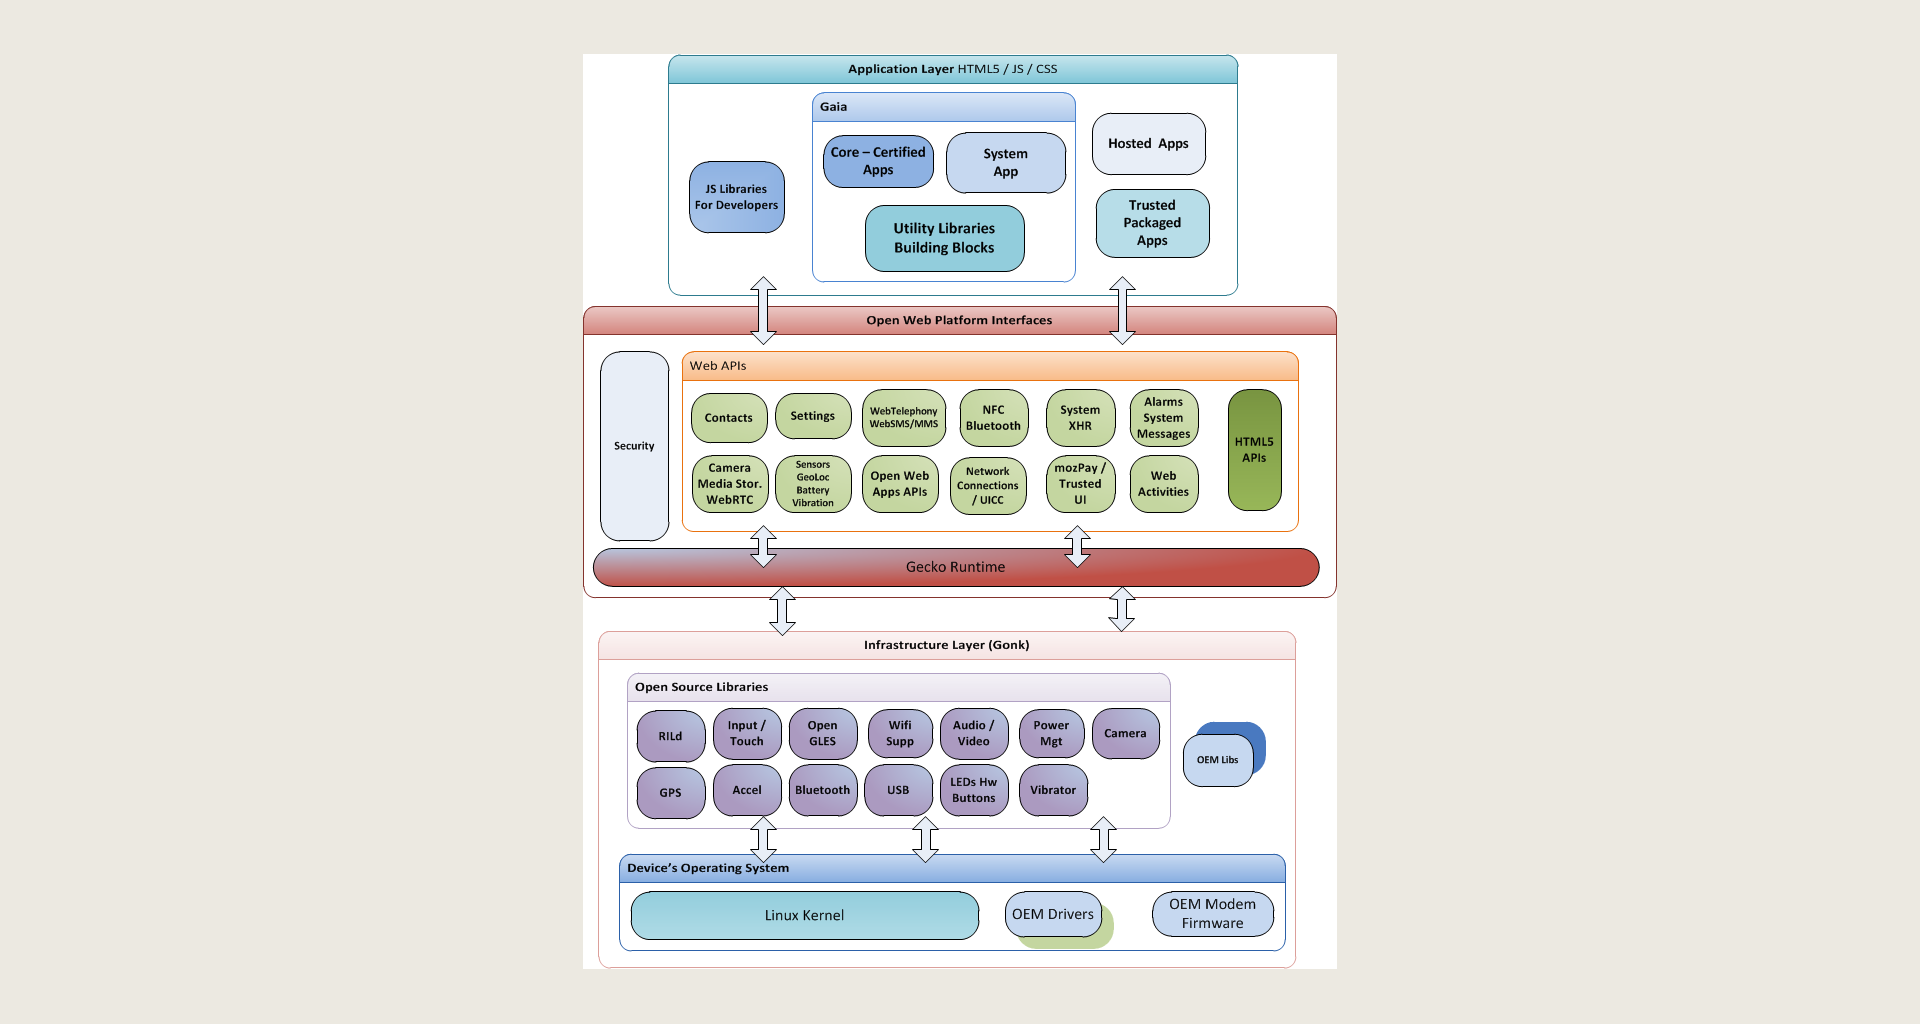 Application Layer HTML5 / JS / CSS
Gaia
Core – Certified
Apps
System
App
Hosted  Apps
JS Libraries
For Developers
Trusted
Packaged
Apps
Utility Libraries
Building Blocks
Open Web Platform Interfaces
Security
Web APIs
Contacts
Settings
WebTelephony
WebSMS/MMS
NFC
Bluetooth
System
XHR
Alarms
System
Messages
HTML5
APIs
Camera
Media Stor.
WebRTC
Sensors
GeoLoc
Battery
Vibration
Open Web
Apps APIs
Network
Connections
/ UICC
mozPay /
Trusted
UI
Web
Activities
Gecko Runtime
Infrastructure Layer (Gonk)
Open Source Libraries
RILd
Input /
Touch
Open
GLES
Wifi
Supp
Audio /
Video
Power
Mgt
Camera
OEM Libs
GPS
Accel
Bluetooth
USB
LEDs Hw
Buttons
Vibrator
Device’s Operating System
Linux Kernel
OEM Drivers
OEM Modem
Firmware